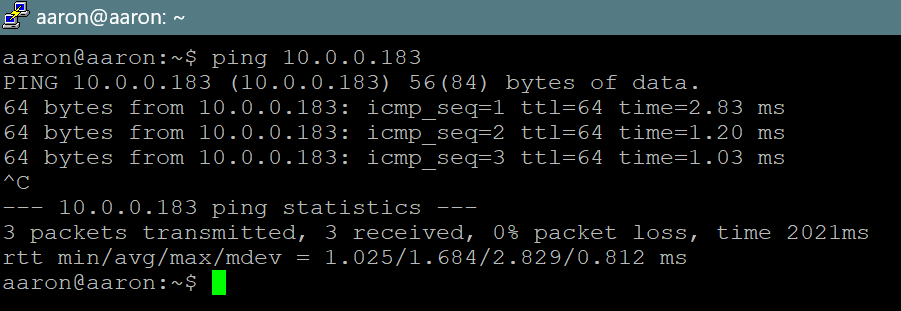 aaron@aaron: ~
aaron@aaron:~$ ping 10.0.0.183
PING 10.0.0.183 (10.0.0.183) 56(84) bytes of data.
64 bytes from 10.0.0.183: icmp_seq=1 ttl=64 time=2.83 ms
64 bytes from 10.0.0.183: icmp_seq=2 ttl=64 time=1.20 ms
64 bytes from 10.0.0.183: icmp_seq=3 ttl=64 time=1.03 ms
^C
--- 10.0.0.183 ping statistics ---
3 packets transmitted, 3 received, 0% packet loss, time 2021ms
rtt min/avg/max/mdev = 1.025/1.684/2.829/0.812 ms
aaron@aaron:~$